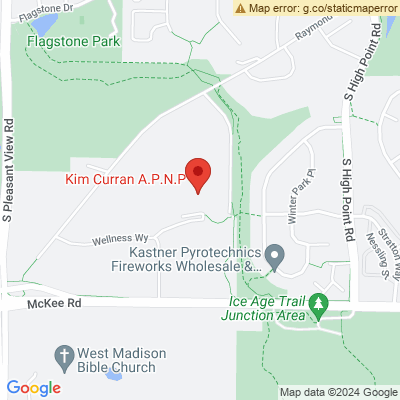 Flagstone Dr
Map error: g.co/staticmaperror
Raymond
Flagstone Park
S High Point Rd
S Pleasant View Rd
Kim Curran A.P.N.P
Winter Park Pl
S High Point Rd
Stratton Way
Nessling St
Wellness Wy
Kastner Pyrotechnics
Fireworks Wholesale &...
McKee Rd
Ice Age Trail
Junction Area
West Madison
Bible Church
Google
Map data ©2024 Google